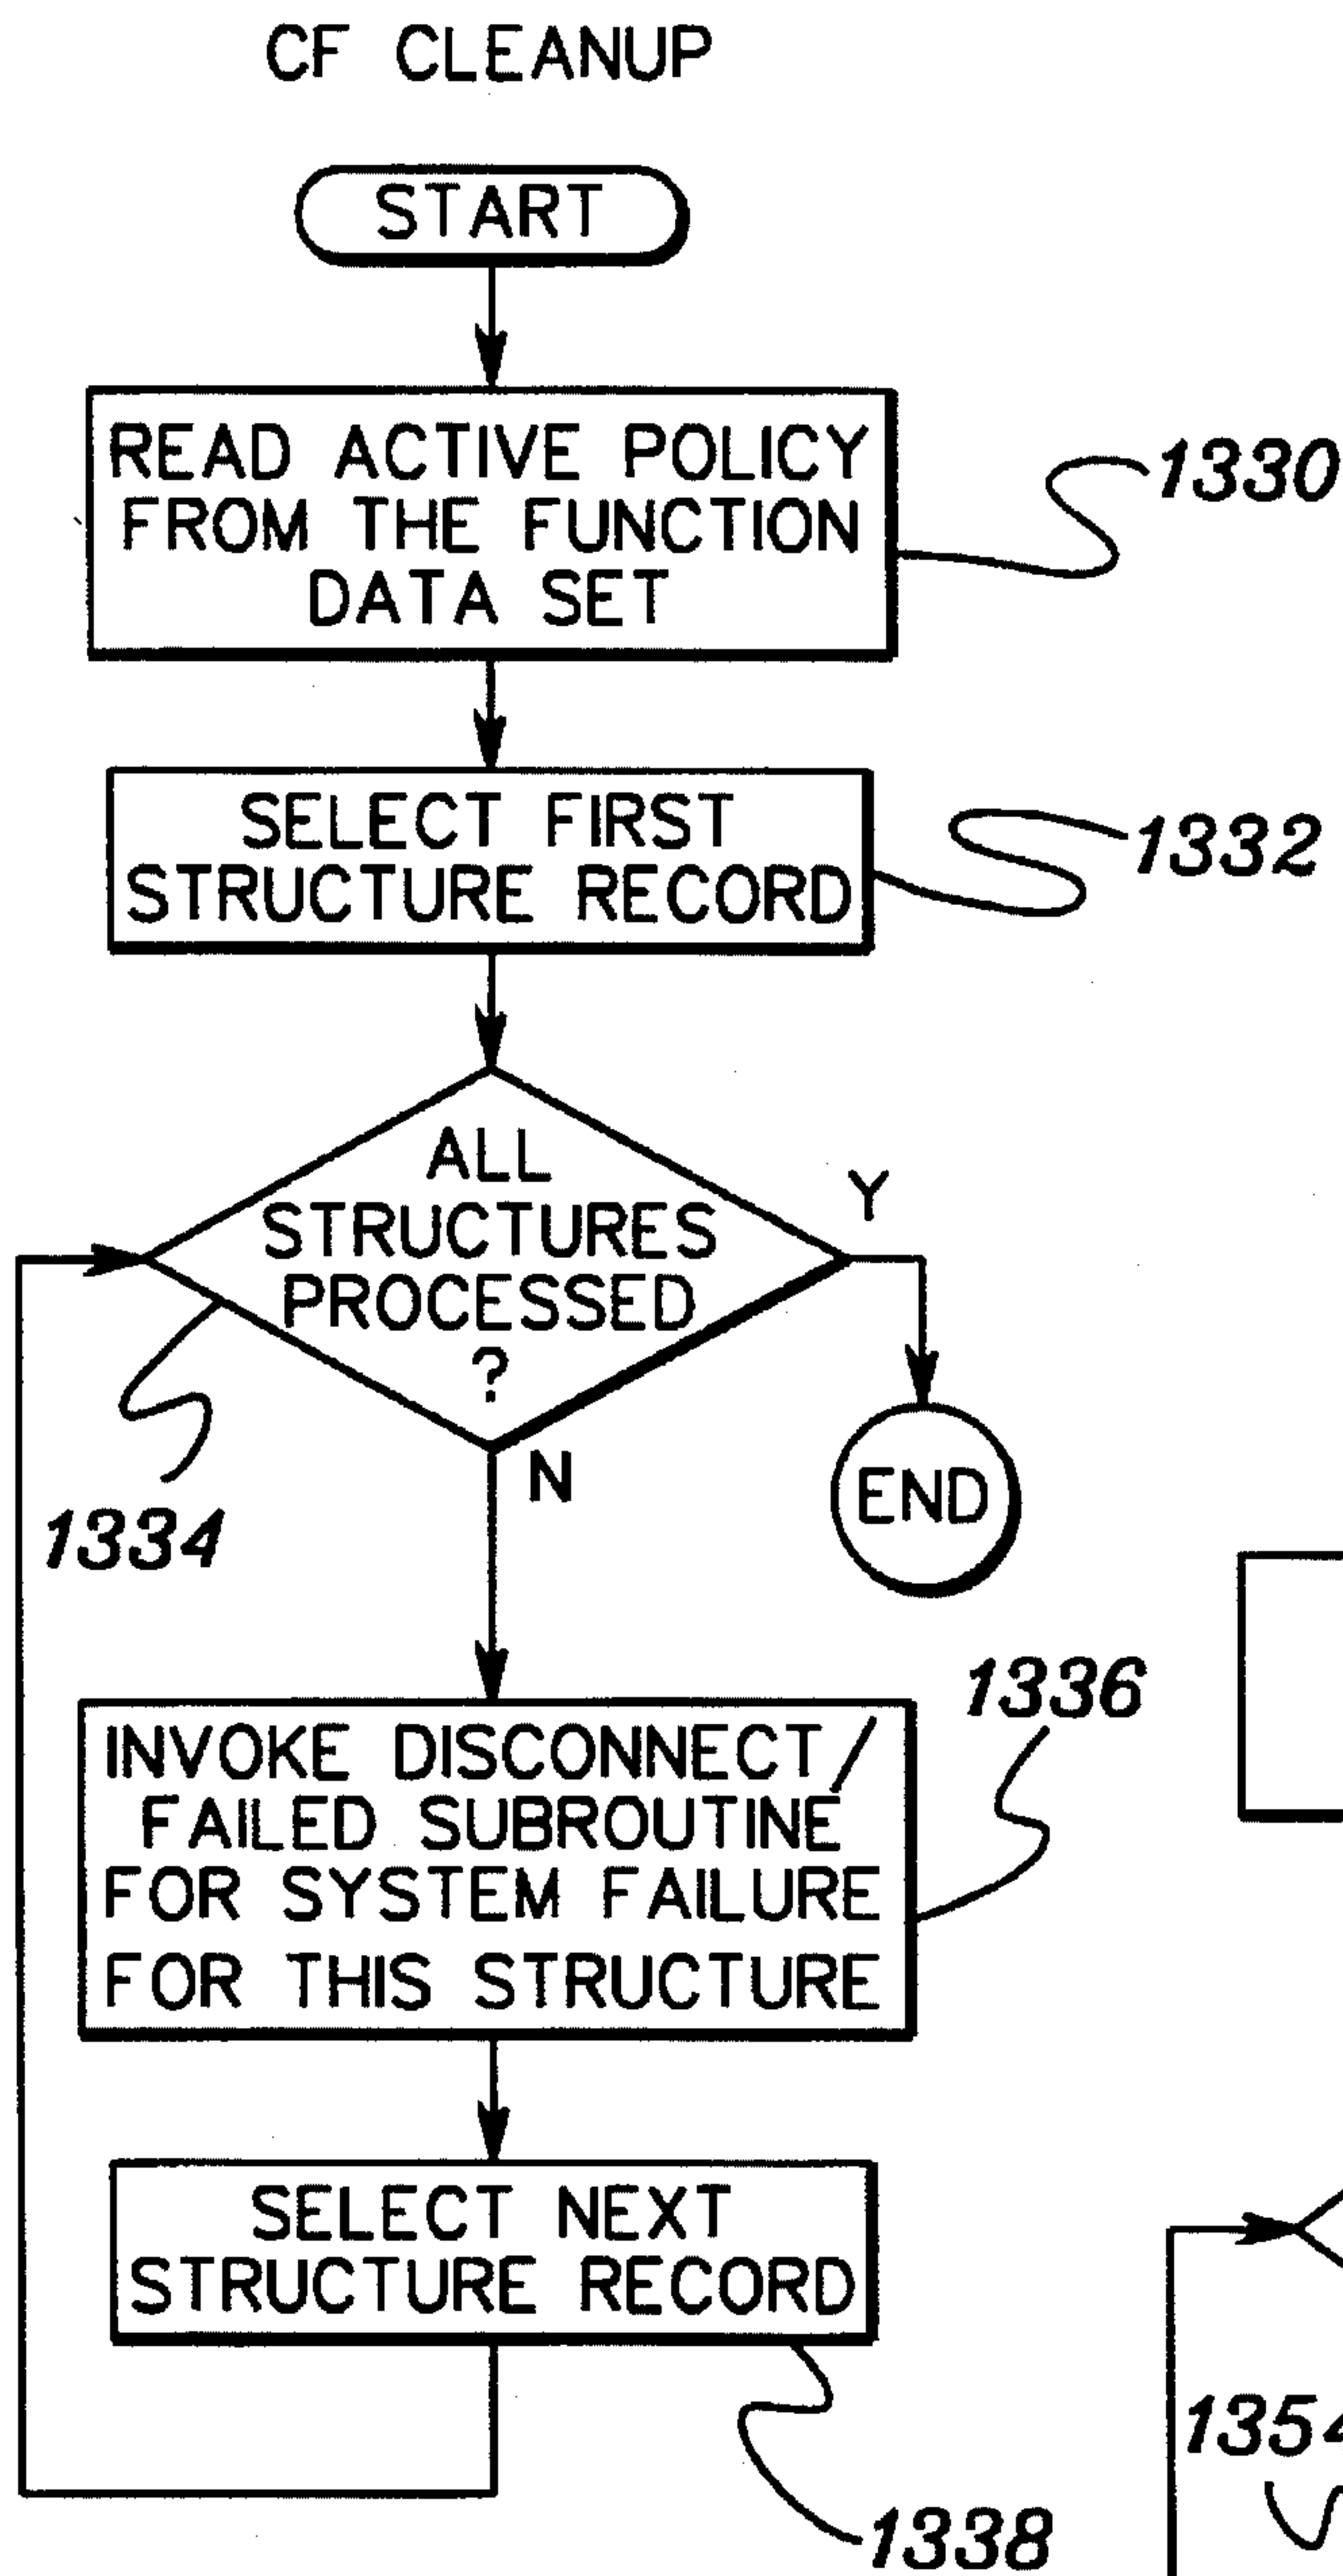 CF CLEANUP
START
READ ACTIVE POLICY
FROM THE FUNCTION
DATA SET
1330
SELECT FIRST
STRUCTURE RECORD
1332
ALL
STRUCTURES
PROCESSED
?
Y
N
END
1334
INVOKE DISCONNECT/
FAILED SUBROUTINE
FOR SYSTEM FAILURE
FOR THIS STRUCTURE
1336
SELECT NEXT
STRUCTURE RECORD
1338
1354